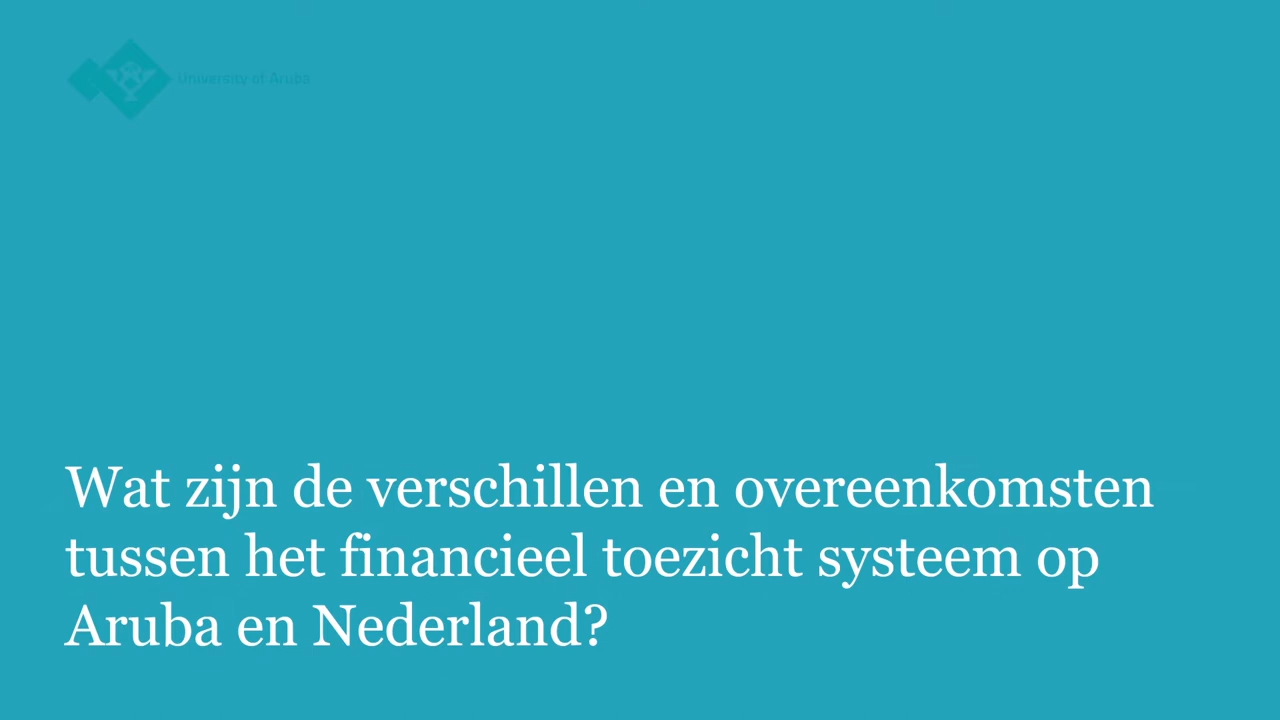 University of Aruba
Wat zijn de verschillen en overeenkomsten
tussen het financieel toezicht systeem op
Aruba en Nederland?